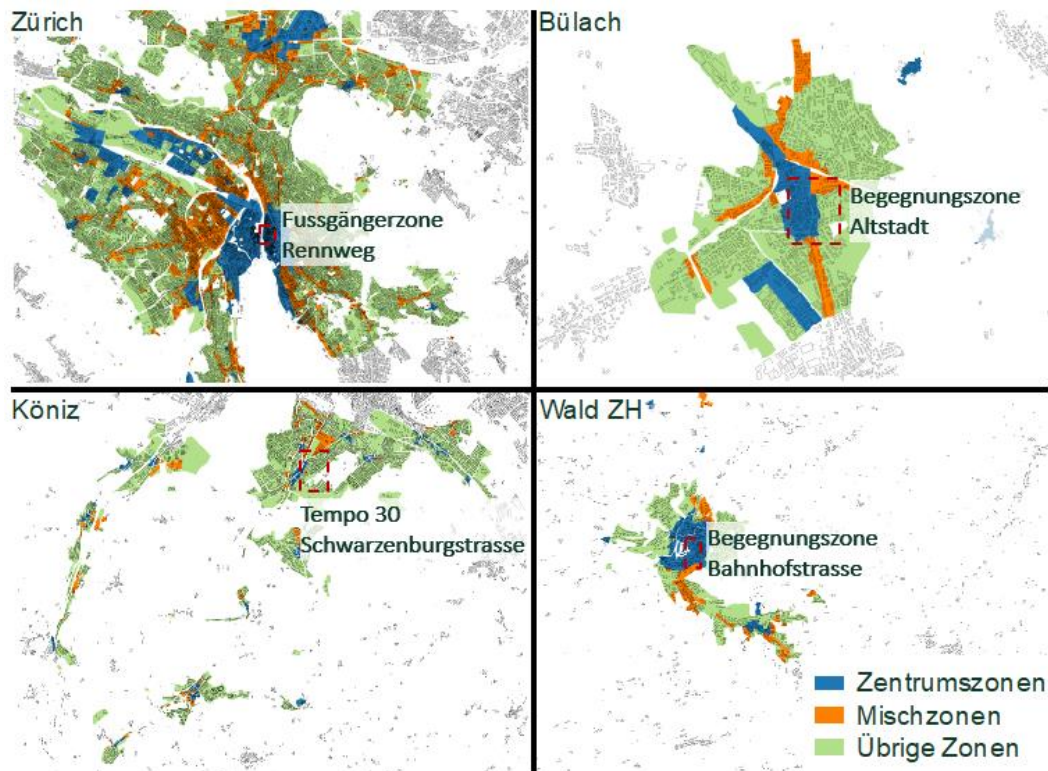 Zürich
Fussgängerzone
Rennweg
Bülach
Begegnungszone
Altstadt
Köniz
Tempo 30
Schwarzenburgstrasse
Wald ZH
Begegnungszone
Bahnhofstrasse
Zentrumszonen
Mischzonen
Übrige Zonen